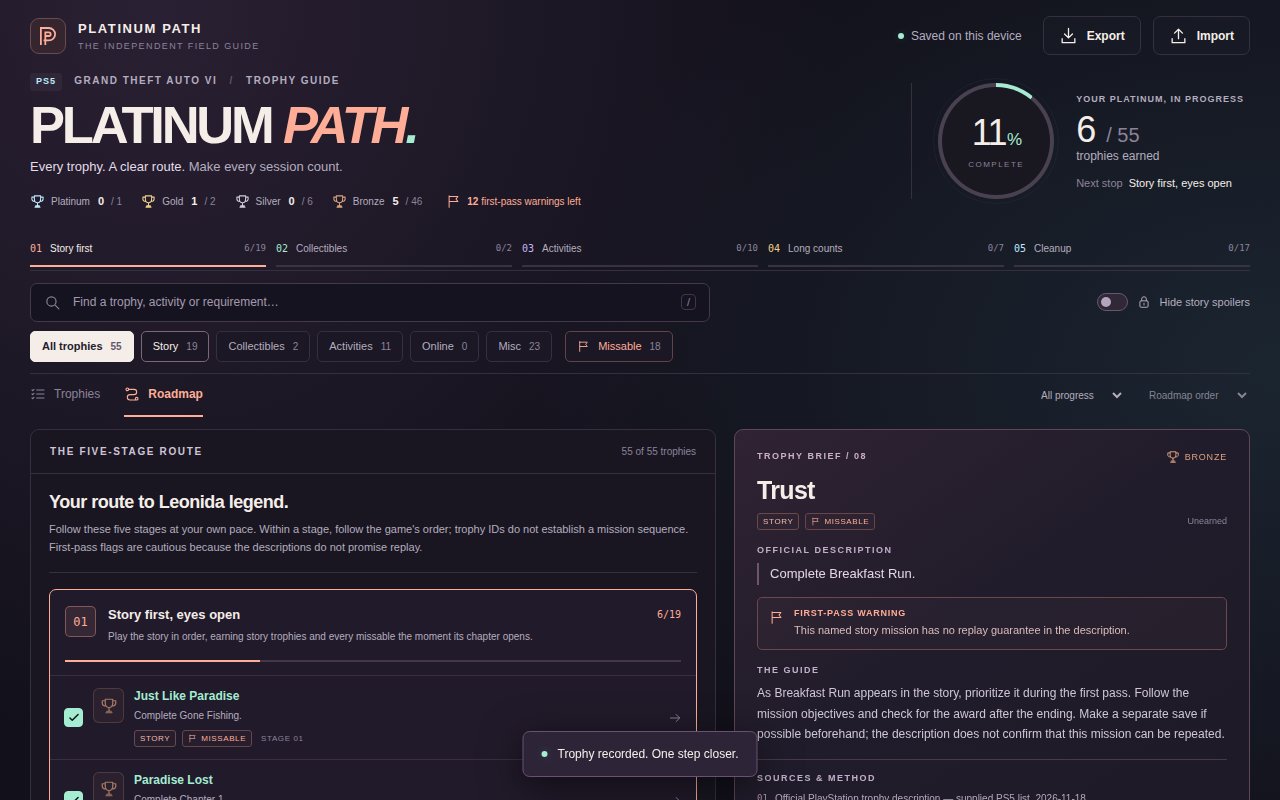 PLATINUM PATH
THE INDEPENDENT FIELD GUIDE
Saved on this device
Export
Import
PS5 GRAND THEFT AUTO VI / TROPHY GUIDE
PLATINUM PATH.
Every trophy. A clear route. Make every session count.
Platinum 0 / 1 Gold 1 / 2 Silver 0 / 6 Bronze 5 / 46 12 first-pass warnings left
11%
COMPLETE
YOUR PLATINUM, IN PROGRESS
6 / 55
trophies earned
Next stop Story first, eyes open
01 Story first 6/19
02 Collectibles 0/2
03 Activities 0/10
04 Long counts 0/7
05 Cleanup 0/17
Find a trophy, activity or requirement… /
Hide story spoilers
All trophies 55
Story 19
Collectibles 2
Activities 11
Online 0
Misc 23
Missable 18
Trophies
Roadmap
All progress
Roadmap order
THE FIVE-STAGE ROUTE
55 of 55 trophies
Your route to Leonida legend.
Follow these five stages at your own pace. Within a stage, follow the game's order; trophy IDs do not establish a mission sequence.
First-pass flags are cautious because the descriptions do not promise replay.
01 Story first, eyes open 6/19
Play the story in order, earning story trophies and every missable the moment its chapter opens.
Just Like Paradise
Complete Gone Fishing.
STORY MISSABLE STAGE 01
Paradise Lost
Complete Chapter 1
TROPHY BRIEF / 08
BRONZE
Trust
STORY MISSABLE
Unearned
OFFICIAL DESCRIPTION
Complete Breakfast Run.
FIRST-PASS WARNING
This named story mission has no replay guarantee in the description.
THE GUIDE
As Breakfast Run appears in the story, prioritize it during the first pass. Follow the
mission objectives and check for the award after the ending. Make a separate save if
possible beforehand; the description does not confirm that this mission can be repeated.
SOURCES & METHOD
01 Official PlayStation trophy description — supplied PS5 list, 2026-11-18
Trophy recorded. One step closer.